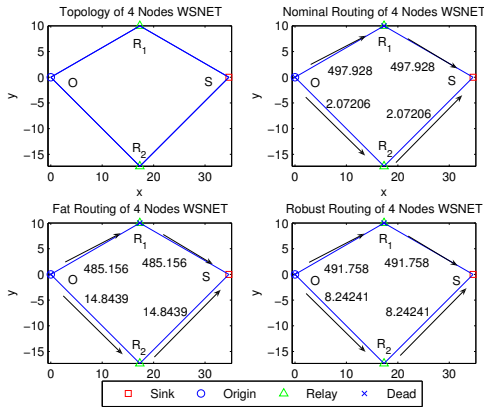 Topology of 4 Nodes WSNET
10
5
0
−5
−10
−15
y
0
10
20
30
x
R1
O
S
R2
Nominal Routing of 4 Nodes WSNET
10
5
0
−5
−10
−15
y
0
10
20
30
x
R1
497.928
497.928
O
S
2.07206
2.07206
R2
Fat Routing of 4 Nodes WSNET
10
5
0
−5
−10
−15
y
0
10
20
30
R1
485.156
485.156
O
S
14.8439
14.8439
R2
Robust Routing of 4 Nodes WSNET
10
5
0
−5
−10
−15
y
0
10
20
30
R1
491.758
491.758
O
S
8.24241
8.24241
R2
Sink Origin Relay Dead